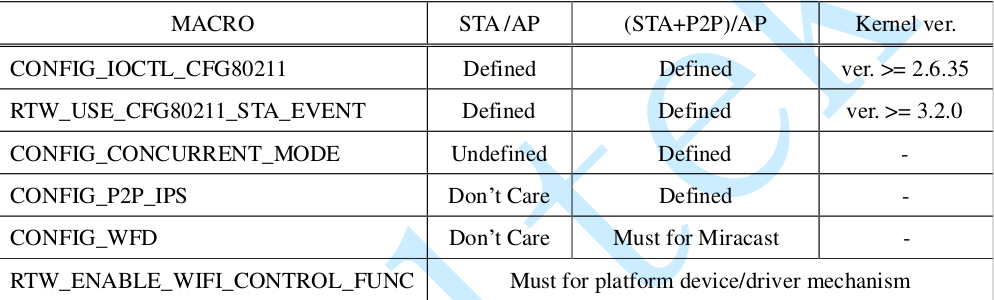 MACRO STA/AP (STA+P2P)/AP Kernel ver.
CONFIG_IOCTL_CFG80211 Defined Defined ver. >= 2.6.35
RTW_USE_CFG80211_STA_EVENT Defined Defined ver. >= 3.2.0
CONFIG_CONCURRENT_MODE Undefined Defined -
CONFIG_P2P_IPS Don’t Care Defined -
CONFIG_WFD Don’t Care Must for Miracast -
RTW_ENABLE_WIFI_CONTROL_FUNC Must for platform device/driver mechanism